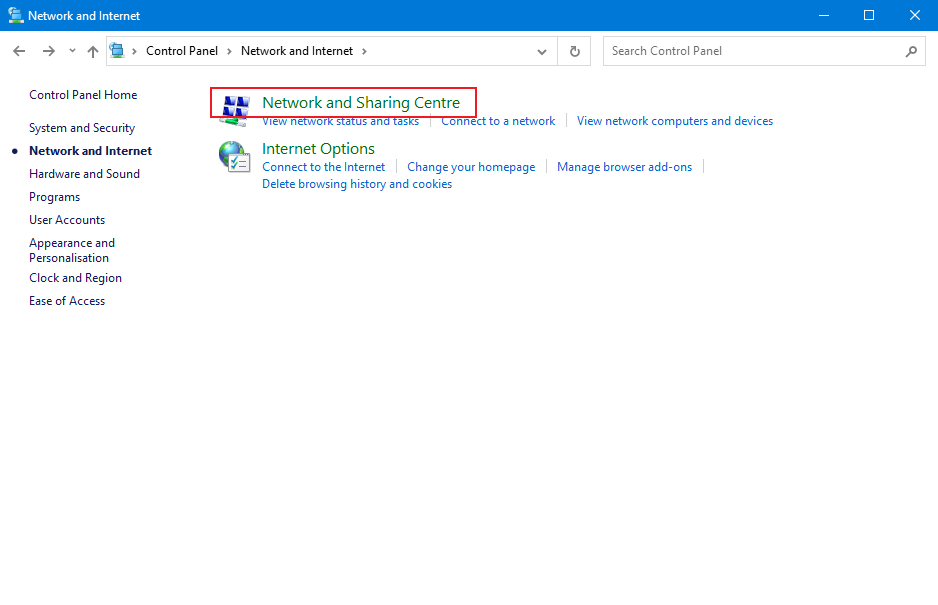 Network and Internet
Control Panel > Network and Internet >
Search Control Panel
Control Panel Home
System and Security
Network and Internet
Hardware and Sound
Programs
User Accounts
Appearance and
Personalisation
Clock and Region
Ease of Access
Network and Sharing Centre
View network status and tasks | Connect to a network | View network computers and devices
Internet Options
Connect to the Internet | Change your homepage | Manage browser add-ons |
Delete browsing history and cookies